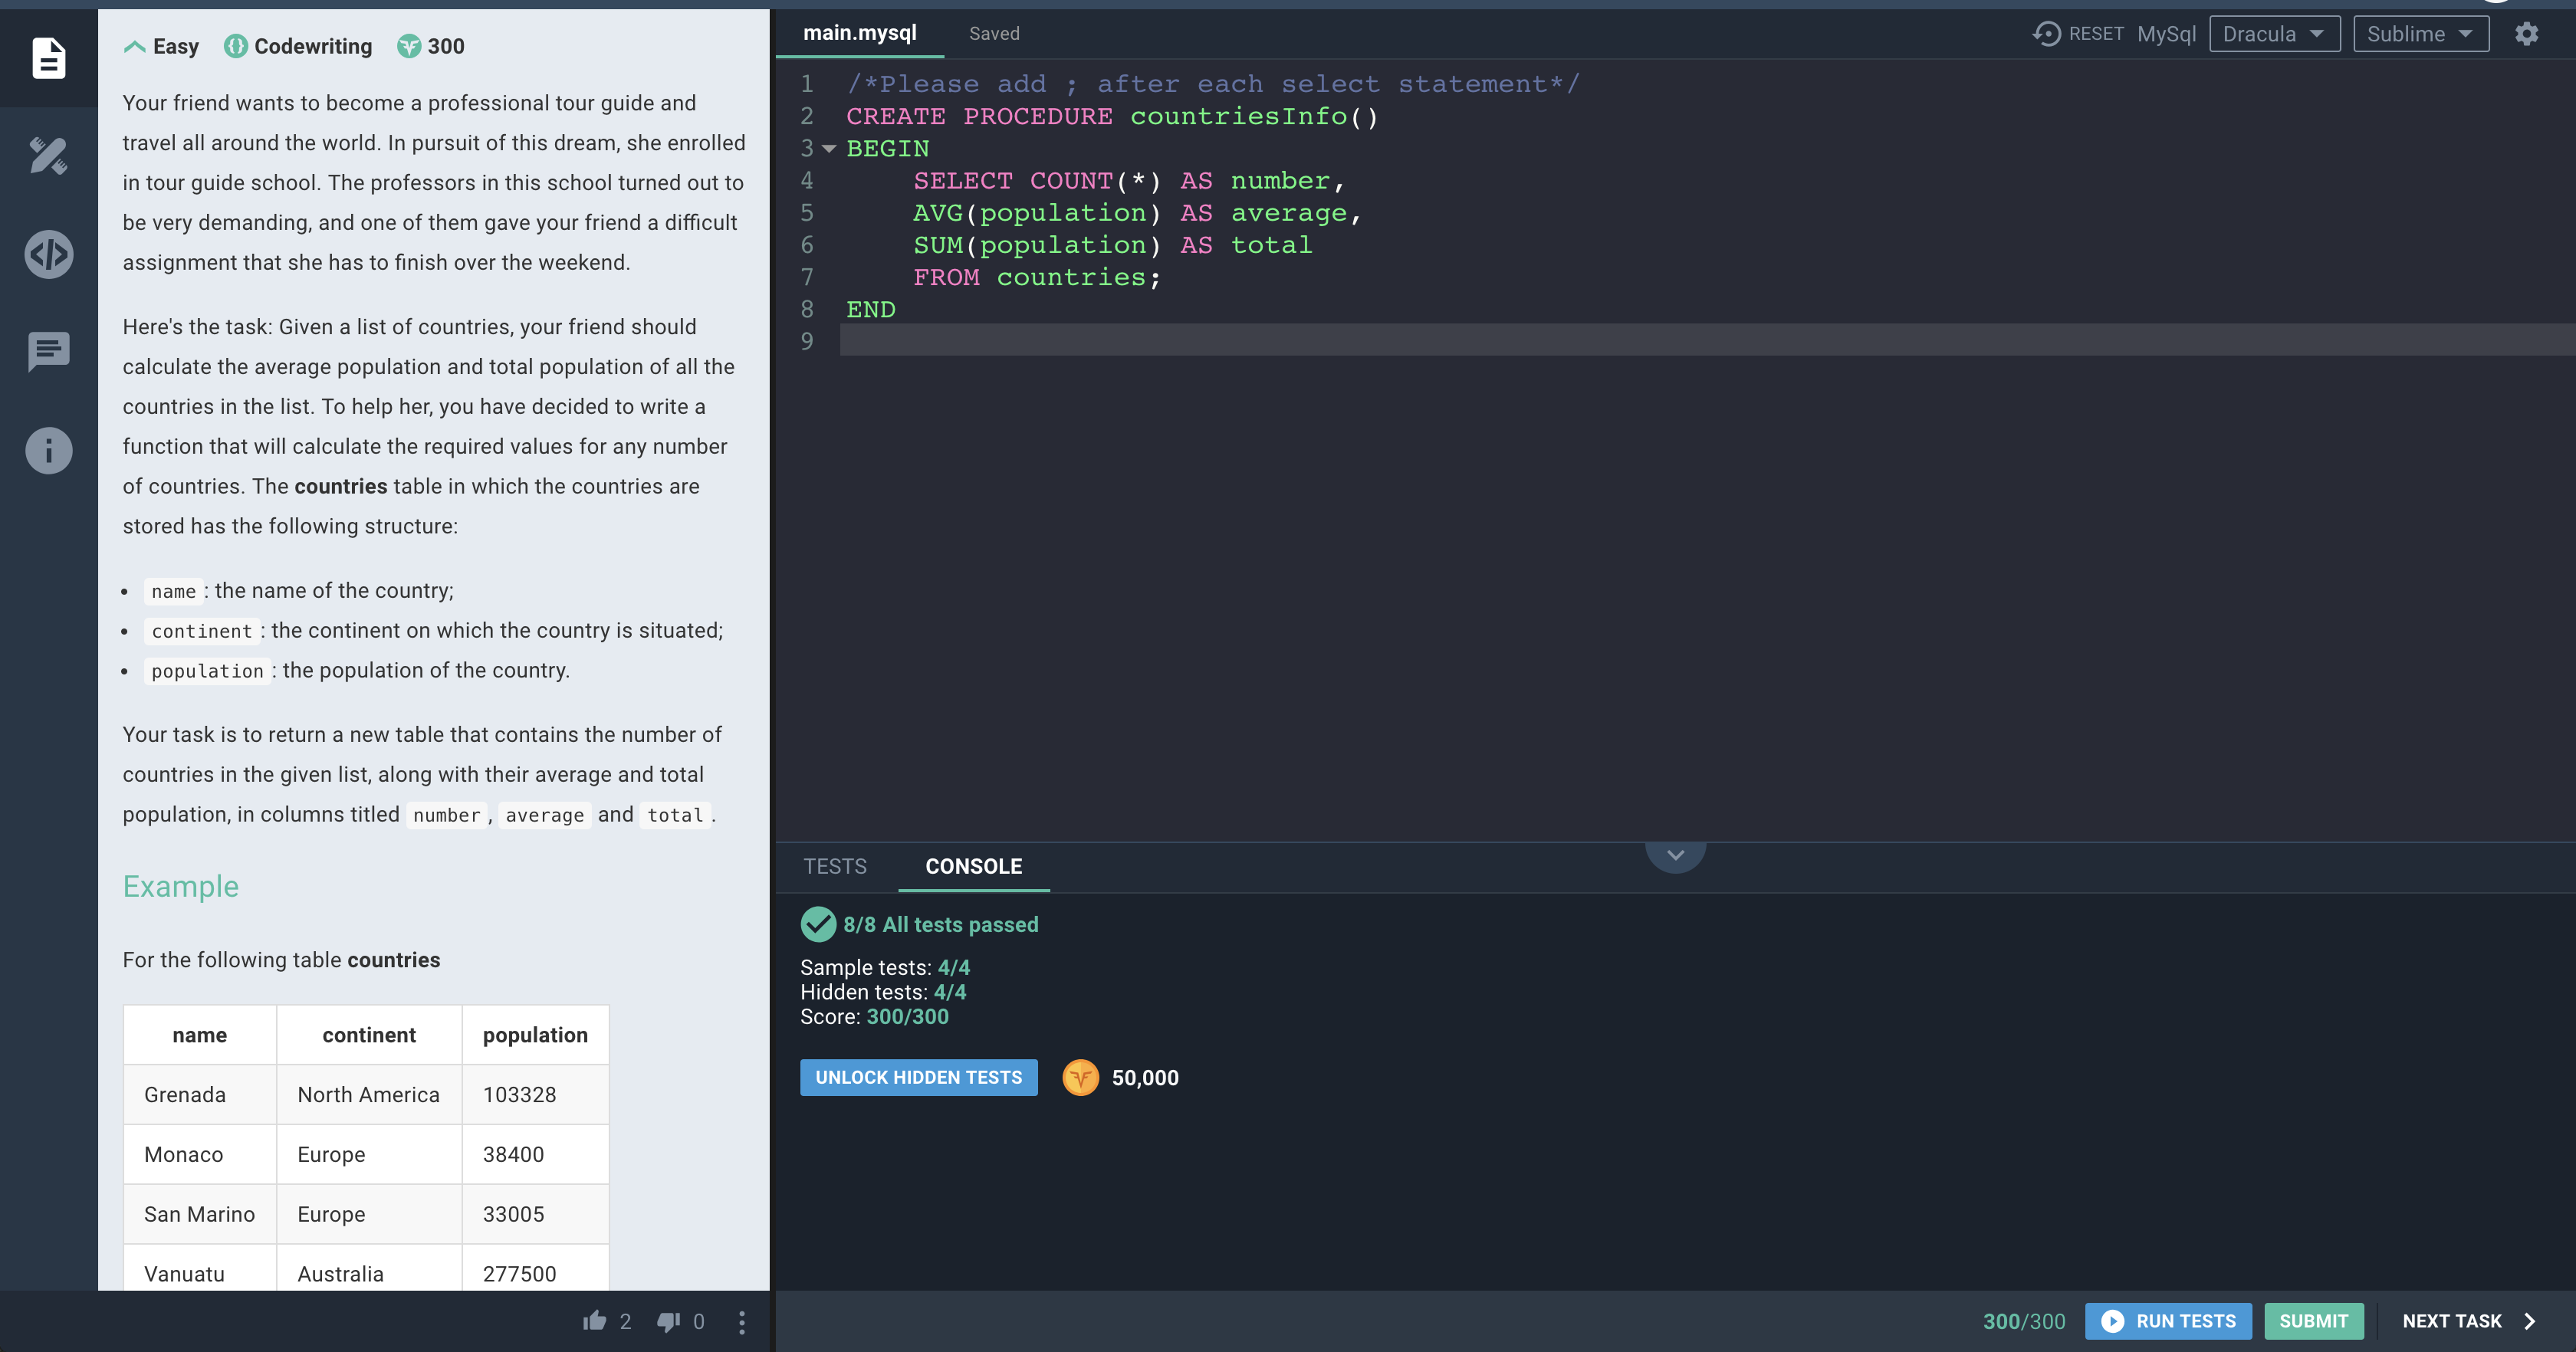 Easy Codewriting 300
Your friend wants to become a professional tour guide and
travel all around the world. In pursuit of this dream, she enrolled
in tour guide school. The professors in this school turned out to
be very demanding, and one of them gave your friend a difficult
assignment that she has to finish over the weekend.
Here's the task: Given a list of countries, your friend should
calculate the average population and total population of all the
countries in the list. To help her, you have decided to write a
function that will calculate the required values for any number
of countries. The countries table in which the countries are
stored has the following structure:
• name: the name of the country;
• continent: the continent on which the country is situated;
• population: the population of the country.
Your task is to return a new table that contains the number of
countries in the given list, along with their average and total
population, in columns titled number, average and total.
Example
For the following table countries
name continent population
Grenada North America 103328
Monaco Europe 38400
San Marino Europe 33005
Vanuatu Australia 277500
2 0
main.mysql Saved RESET MySql Dracula Sublime
1 /*Please add ; after each select statement*/
2 CREATE PROCEDURE countriesInfo()
3 BEGIN
4 SELECT COUNT(*) AS number,
5 AVG(population) AS average,
6 SUM(population) AS total
7 FROM countries;
8 END
9
TESTS CONSOLE
8/8 All tests passed
Sample tests: 4/4
Hidden tests: 4/4
Score: 300/300
UNLOCK HIDDEN TESTS 50,000
300/300 RUN TESTS SUBMIT NEXT TASK